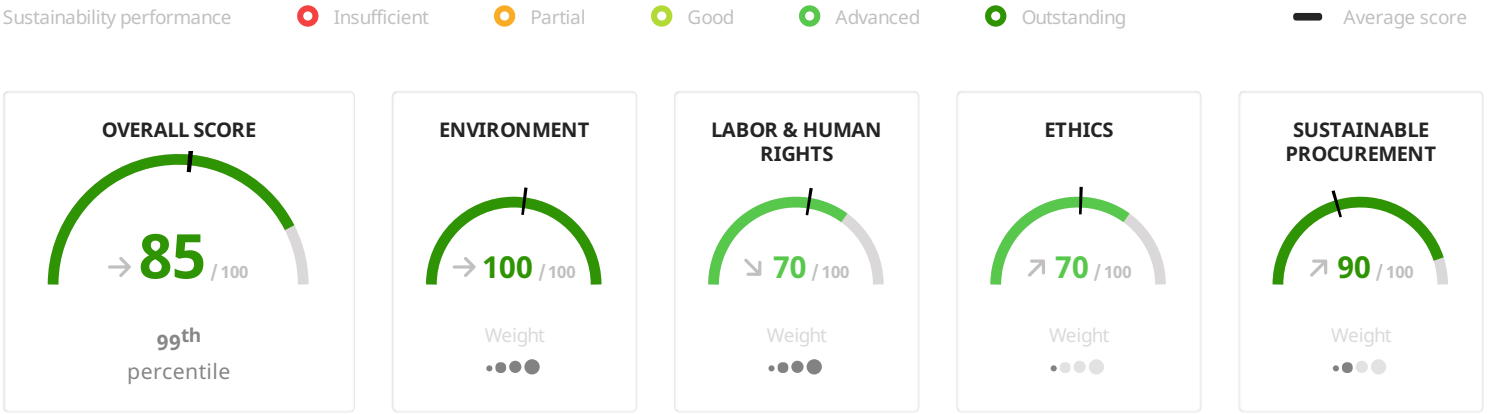 Sustainability performance
Insufficient
Partial
Good
Advanced
Outstanding
Average score
OVERALL SCORE
85 / 100
99th
percentile
ENVIRONMENT
100 / 100
Weight
LABOR & HUMAN
RIGHTS
70 / 100
Weight
ETHICS
70 / 100
Weight
SUSTAINABLE
PROCUREMENT
90 / 100
Weight